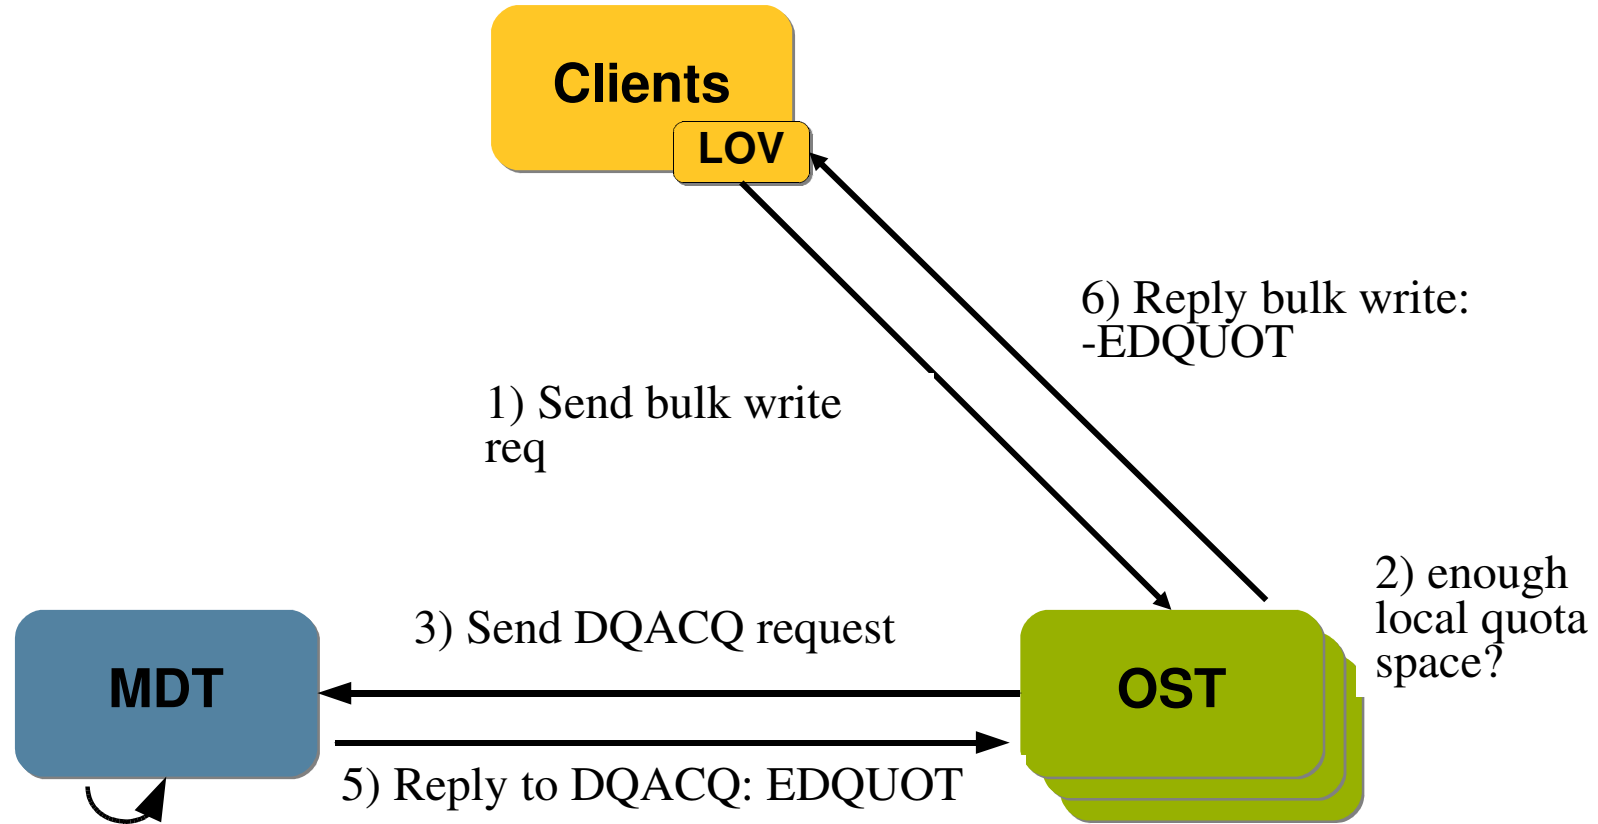 Clients
LOV
6) Reply bulk write:
-EDQUOT
1) Send bulk write
req
2) enough
local quota
space?
3) Send DQACQ request
MDT
OST
5) Reply to DQACQ: EDQUOT